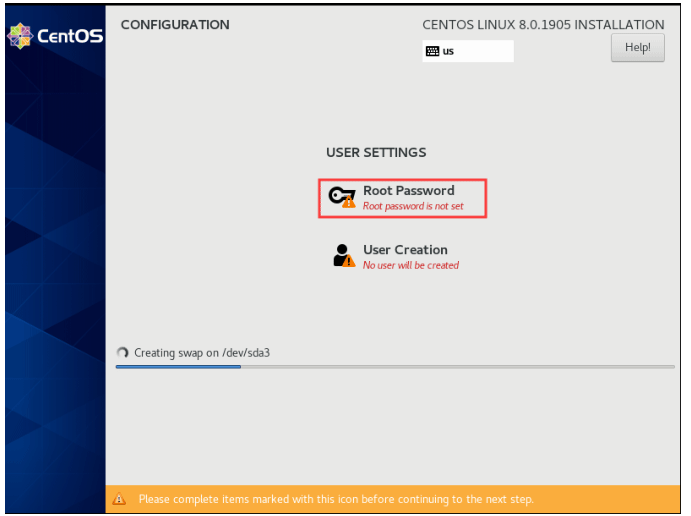 CentOS
CONFIGURATION
CENTOS LINUX 8.0.1905 INSTALLATION
us
Help!
USER SETTINGS
Root Password
Root password is not set
User Creation
No user will be created
Creating swap on /dev/sda3
Please complete items marked with this icon before continuing to the next step.